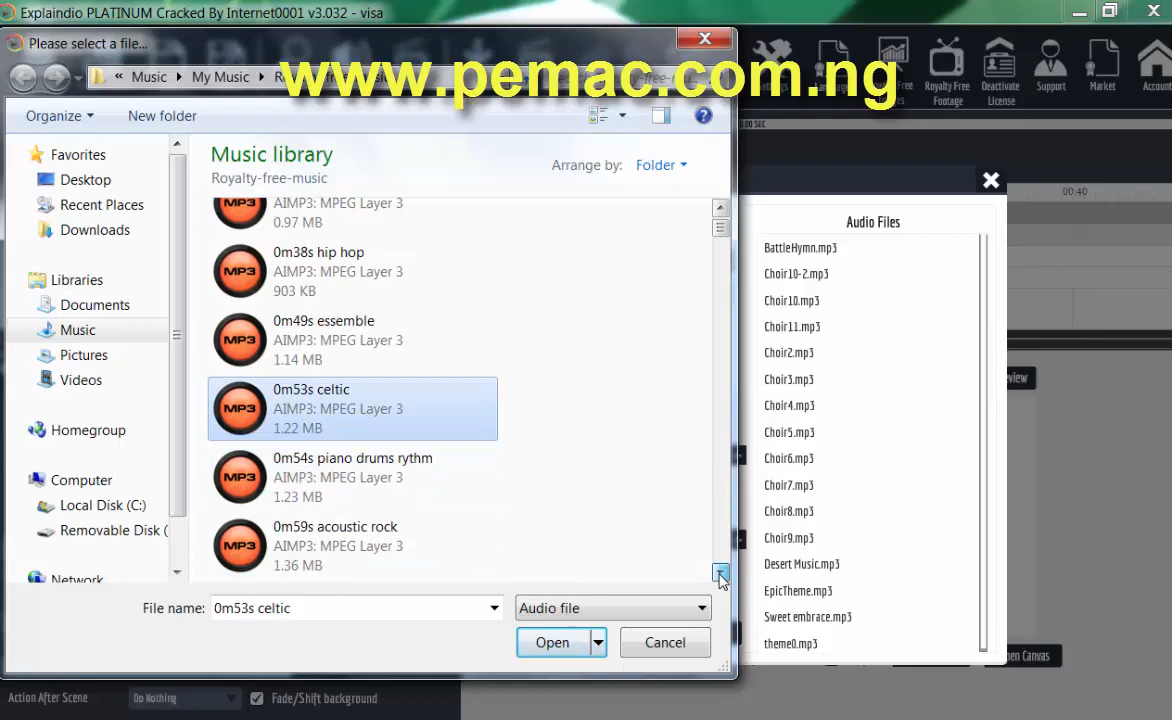 Explaindio PLATINUM Cracked By Internet0001 v3.032 - visa
Please select a file...
www.pemac.com.ng
« Music My Music
Royalty Free Footage
Deactivate License
Support
Market
Organize New folder
Favorites
Desktop
Recent Places
Downloads
Libraries
Documents
Music
Pictures
Videos
Homegroup
Computer
Local Disk (C:)
Removable Disk (
Network
Music library
Royalty-free-music
Arrange by: Folder
MP3
AIMP3: MPEG Layer 3
0.97 MB
MP3
0m38s hip hop
AIMP3: MPEG Layer 3
903 KB
MP3
0m49s essemble
AIMP3: MPEG Layer 3
1.14 MB
MP3
0m53s celtic
AIMP3: MPEG Layer 3
1.22 MB
MP3
0m54s piano drums rythm
AIMP3: MPEG Layer 3
1.23 MB
MP3
0m59s acoustic rock
AIMP3: MPEG Layer 3
1.36 MB
File name: 0m53s celtic
Audio file
Open
Cancel
00:40
Audio Files
BattleHymn.mp3
Choir10-2.mp3
Choir10.mp3
Choir11.mp3
Choir2.mp3
Choir3.mp3
Choir4.mp3
Choir5.mp3
Choir6.mp3
Choir7.mp3
Choir8.mp3
Choir9.mp3
Desert Music.mp3
EpicTheme.mp3
Sweet embrace.mp3
theme0.mp3
Action After Scene Do Nothing Fade/Shift background